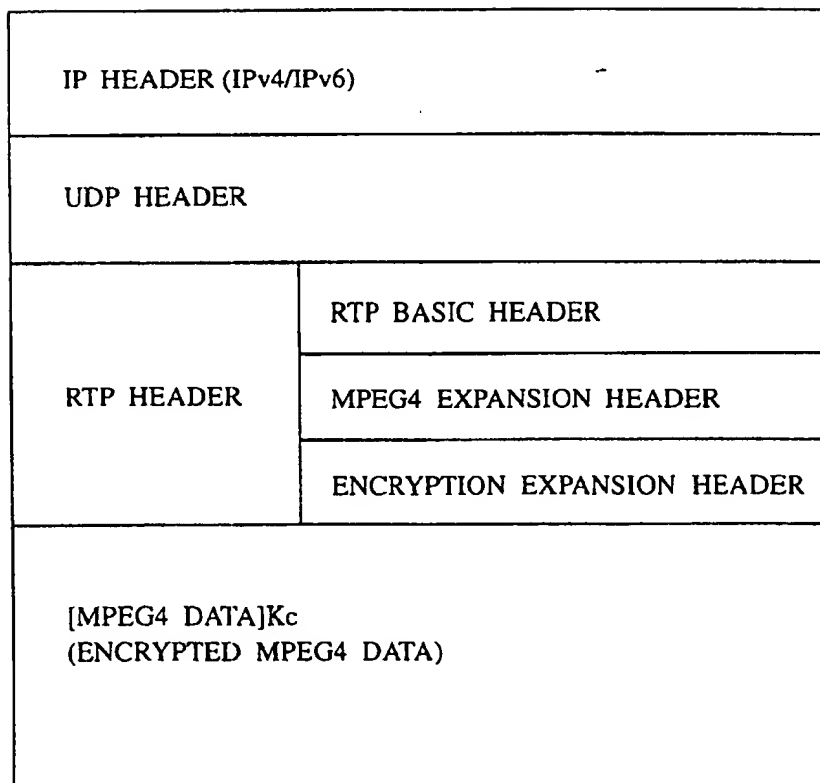 IP HEADER (IPv4/IPv6)
UDP HEADER
RTP HEADER
RTP BASIC HEADER
MPEG4 EXPANSION HEADER
ENCRYPTION EXPANSION HEADER
[MPEG4 DATA]Kc
(ENCRYPTED MPEG4 DATA)